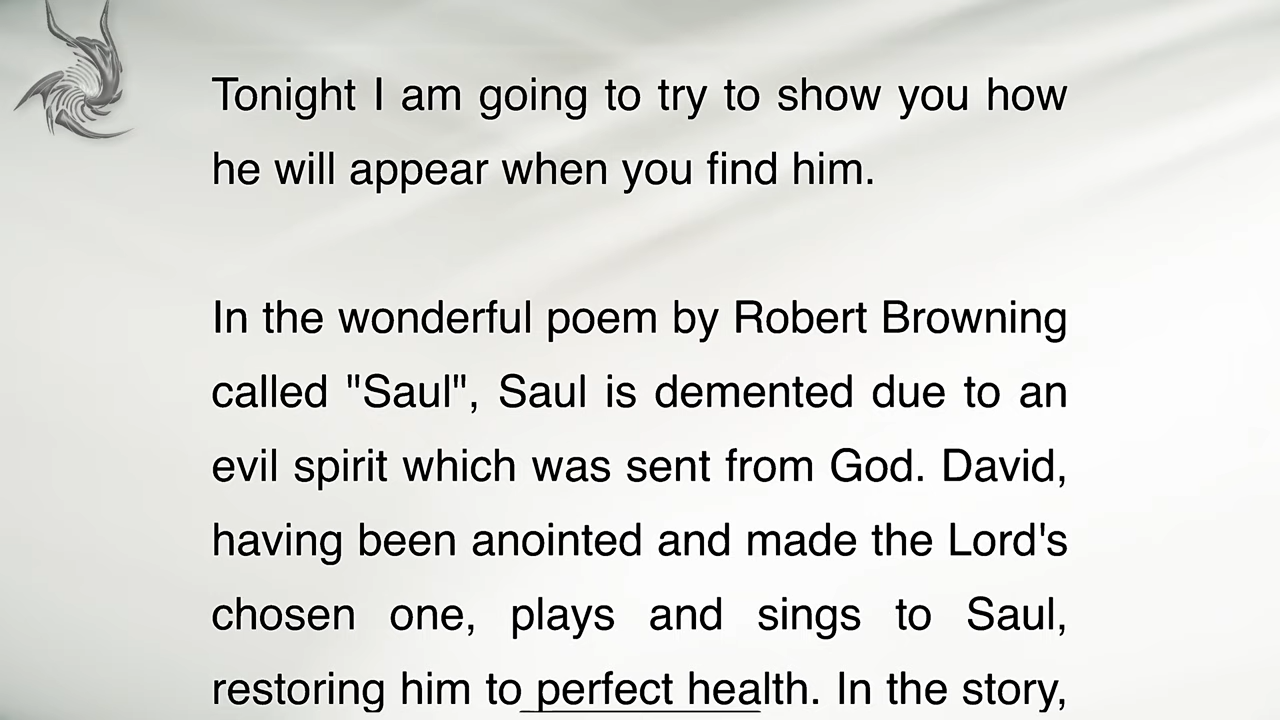 Tonight I am going to try to show you how
he will appear when you find him.
In the wonderful poem by Robert Browning
called "Saul", Saul is demented due to an
evil spirit which was sent from God. David,
having been anointed and made the Lord's
chosen one, plays and sings to Saul,
restoring him to perfect health. In the story,